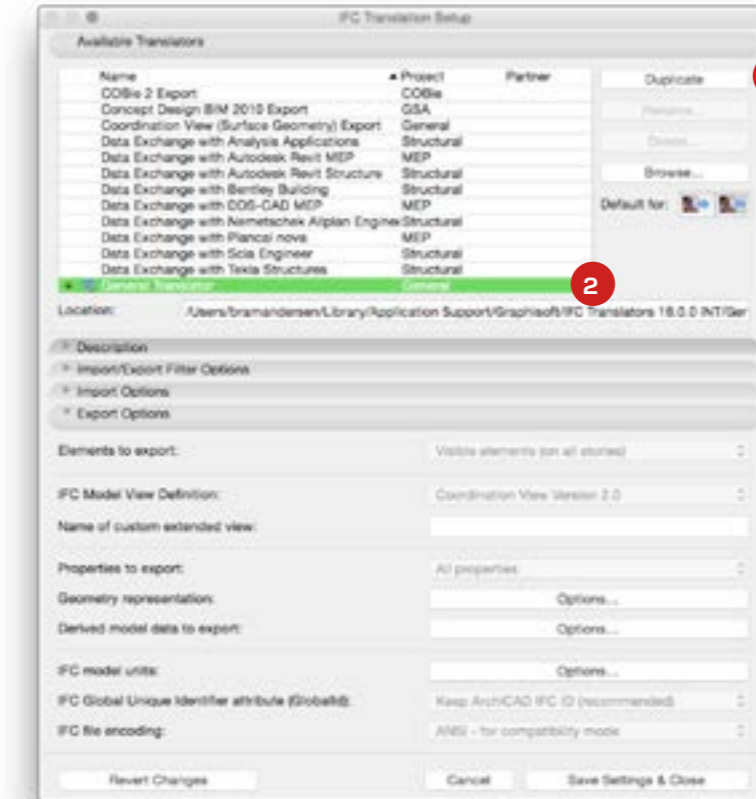 IFC Translation Setup
Available Translators
Name Project Partner
COBie 2 Export COBie
Concept Design BIM 2010 Export GSA
Coordination View (Surface Geometry) Export General
Data Exchange with Analysis Applications Structural
Data Exchange with Autodesk Revit MEP MEP
Data Exchange with Autodesk Revit Structure Structural
Data Exchange with Bentley Building Structural
Data Exchange with DDS-CAD MEP MEP
Data Exchange with Nemetschek Allplan Engine Structural
Data Exchange with Plancal nova MEP
Data Exchange with Scia Engineer Structural
Data Exchange with Tekla Structures Structural
General Translator General
Duplicate
Rename...
Delete...
Browse...
Default for:
2
Location: /Users/bramandersen/Library/Application Support/Graphisoft/IFC Translators 18.0.0 INT/Ger
Description
Import/Export Filter Options
Import Options
Export Options
Elements to export: Visible elements (on all stories)
IFC Model View Definition: Coordination View Version 2.0
Name of custom extended view:
Properties to export: All properties
Geometry representation: Options...
Derived model data to export: Options...
IFC model units: Options...
IFC Global Unique Identifier attribute (GlobalId): Keep ArchiCAD IFC ID (recommended)
IFC file encoding: ANSI - for compatibility mode
Revert Changes Cancel Save Settings & Close